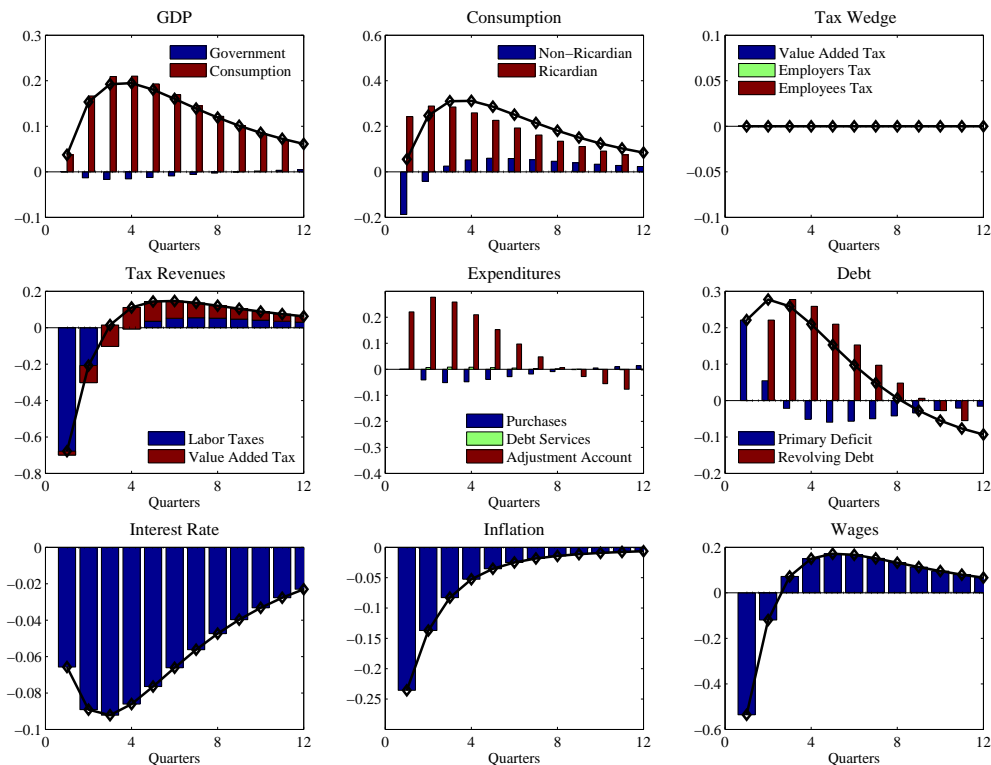 GDP
0.3
0.2
0.1
0
−0.1
Government
Consumption
0
4
8
12
Quarters
Consumption
0.6
0.4
0.2
0
−0.2
Non−Ricardian
Ricardian
0
4
8
12
Quarters
Tax Wedge
0.1
0.05
0
−0.05
−0.1
Value Added Tax
Employers Tax
Employees Tax
0
4
8
12
Quarters
Tax Revenues
0.2
0
−0.2
−0.4
−0.6
−0.8
Labor Taxes
Value Added Tax
0
4
8
12
Quarters
Expenditures
0.3
0.2
0.1
0
−0.1
−0.2
−0.3
−0.4
Purchases
Debt Services
Adjustment Account
0
4
8
12
Quarters
Debt
0.3
0.2
0.1
0
−0.1
−0.2
Primary Deficit
Revolving Debt
0
4
8
12
Quarters
Interest Rate
0
−0.02
−0.04
−0.06
−0.08
−0.1
0
4
8
12
Quarters
Inflation
0
−0.05
−0.1
−0.15
−0.2
−0.25
0
4
8
12
Quarters
Wages
0.2
0
−0.2
−0.4
−0.6
0
4
8
12
Quarters